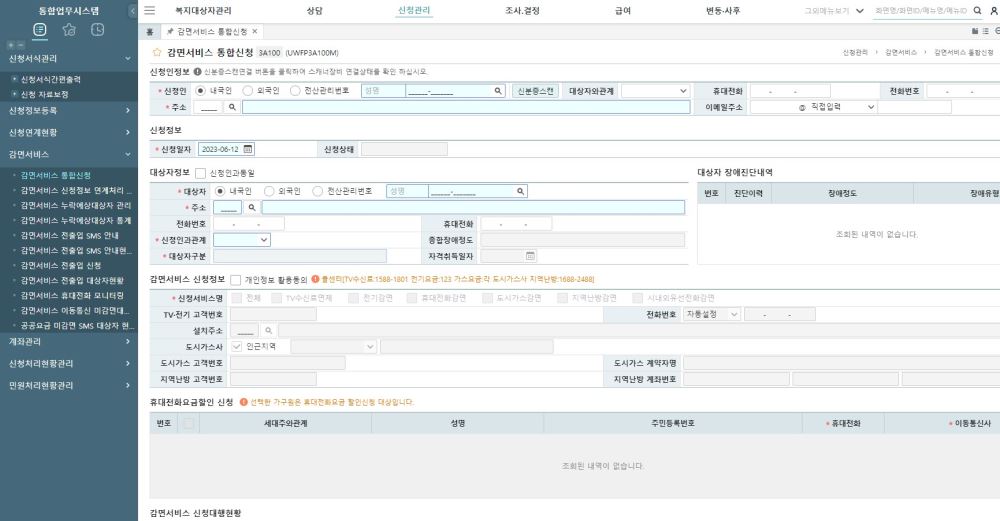 통합업무시스템
신청서식관리
신청서식간편출력
신청 자료보정
신청정보등록
신청연계현황
감면서비스
감면서비스 통합신청
감면서비스 신청정보 연계처리 ...
감면서비스 누락예상대상자 관리
감면서비스 누락예상대상자 통계
감면서비스 전출입 SMS 안내
감면서비스 전출입 SMS 안내현...
감면서비스 전출입 신청
감면서비스 전출입 대상자현황
감면서비스 휴대전화 모니터링
감면서비스 이동통신 미감면대...
공공요금 미감면 SMS 대상자 현...
계좌관리
신청처리현황관리
민원처리현황관리
복지대상자관리 상담 신청관리 조사.결정 급여 변동·사후 그외메뉴보기 화면명/화면ID/메뉴명/메뉴ID
홈 감면서비스 통합신청 ×
감면서비스 통합신청 3A100 (UWFP3A100M) 신청관리 › 감면서비스 › 감면서비스 통합신청
신청인정보 신분증스캔연결 버튼을 클릭하여 스캐너장비 연결상태를 확인 하십시오.
* 신청인 내국인 외국인 전산관리번호 성명 ______-_______ 신분증스캔 대상자와관계 휴대전화 - - 전화번호 - -
* 주소 _____ 이메일주소 @ 직접입력
신청정보
* 신청일자 2023-06-12 신청상태
대상자정보 신청인과동일
* 대상자 내국인 외국인 전산관리번호 성명 ______-_______
* 주소 _____
전화번호 - - 휴대전화 - -
* 신청인과관계 종합장애정도
* 대상자구분 자격취득일자
대상자 장애진단내역
번호 진단이력 장애정도 장애유형
조회된 내역이 없습니다.
감면서비스 신청정보 개인정보 활용동의 콜센터[TV수신료:1588-1801 전기요금:123 가스요금:각 도시가스사 지역난방:1688-2488]
* 신청서비스명 전체 TV수신료면제 전기감면 휴대전화감면 도시가스감면 지역난방감면 시내외유선전화감면
TV·전기 고객번호 전화번호 자동설정 - -
설치주소 _____
도시가스사 인근지역
도시가스 고객번호 도시가스 계약자명
지역난방 고객번호 지역난방 계좌번호
휴대전화요금할인 신청 선택한 가구원은 휴대전화요금 할인신청 대상입니다.
번호 세대주와관계 성명 주민등록번호 * 휴대전화 * 이동통신사
조회된 내역이 없습니다.
감면서비스 신청대행현황